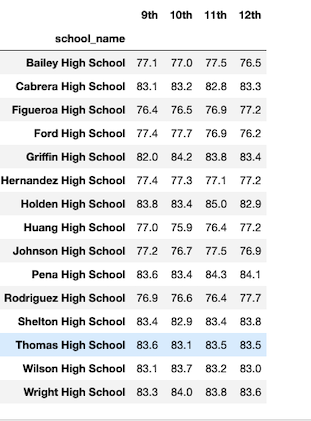 9th 10th 11th 12th
school_name
Bailey High School 77.1 77.0 77.5 76.5
Cabrera High School 83.1 83.2 82.8 83.3
Figueroa High School 76.4 76.5 76.9 77.2
Ford High School 77.4 77.7 76.9 76.2
Griffin High School 82.0 84.2 83.8 83.4
Hernandez High School 77.4 77.3 77.1 77.2
Holden High School 83.8 83.4 85.0 82.9
Huang High School 77.0 75.9 76.4 77.2
Johnson High School 77.2 76.7 77.5 76.9
Pena High School 83.6 83.4 84.3 84.1
Rodriguez High School 76.9 76.6 76.4 77.7
Shelton High School 83.4 82.9 83.4 83.8
Thomas High School 83.6 83.1 83.5 83.5
Wilson High School 83.1 83.7 83.2 83.0
Wright High School 83.3 84.0 83.8 83.6